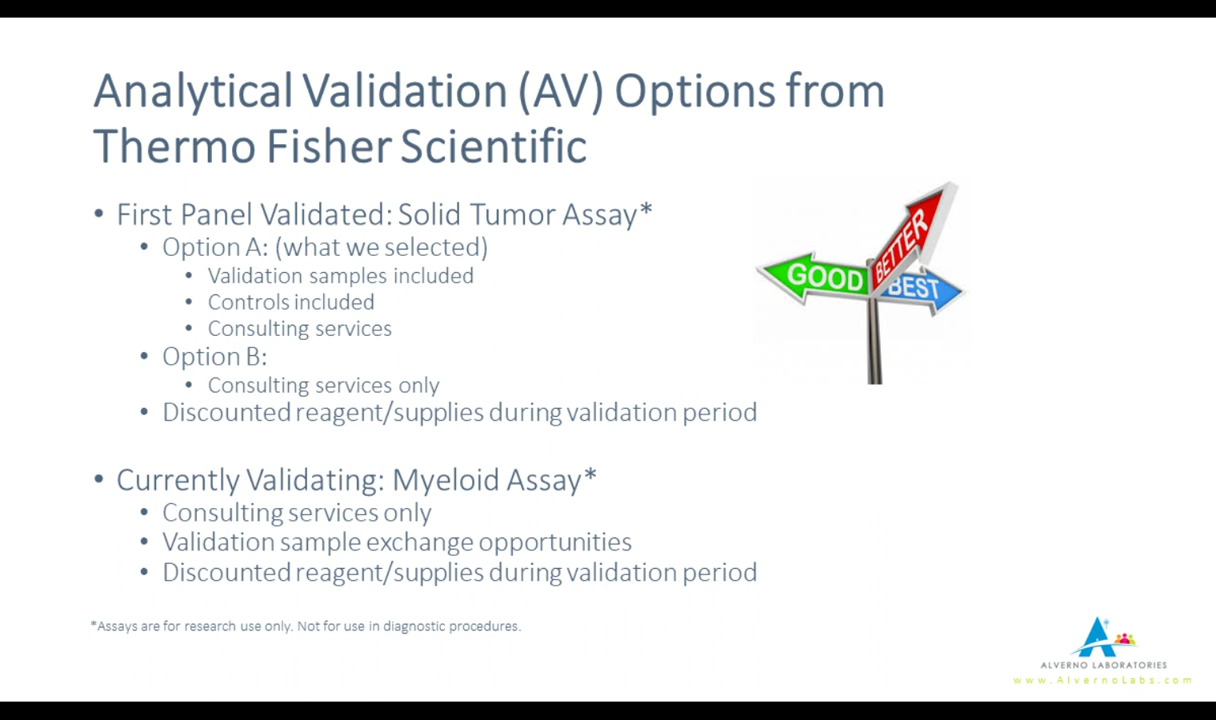 Analytical Validation (AV) Options from
Thermo Fisher Scientific
• First Panel Validated: Solid Tumor Assay*
• Option A: (what we selected)
• Validation samples included
• Controls included
• Consulting services
• Option B:
• Consulting services only
• Discounted reagent/supplies during validation period
GOOD
BETTER
BEST
• Currently Validating: Myeloid Assay*
• Consulting services only
• Validation sample exchange opportunities
• Discounted reagent/supplies during validation period
*Assays are for research use only. Not for use in diagnostic procedures.
ALVERNO LABORATORIES
www.AlvernoLabs.com